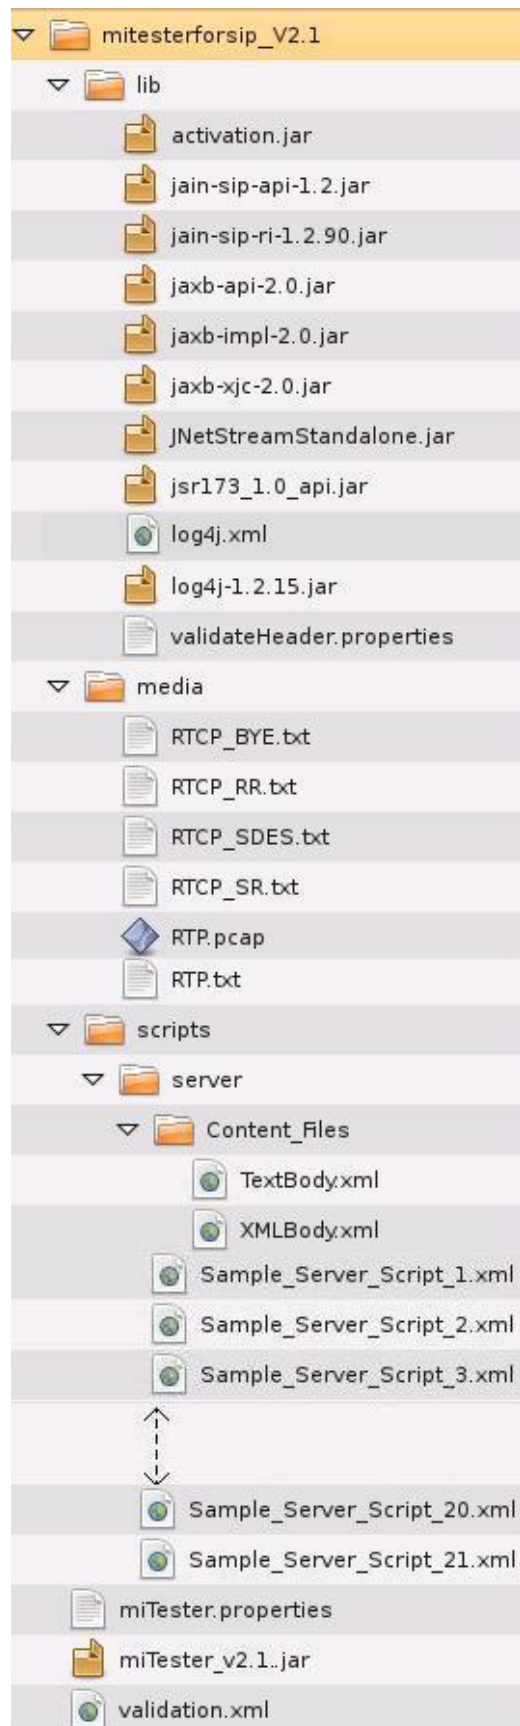 mitesterforsip_V2.1
lib
activation.jar
jain-sip-api-1.2.jar
jain-sip-ri-1.2.90.jar
jaxb-api-2.0.jar
jaxb-impl-2.0.jar
jaxb-xjc-2.0.jar
JNetStreamStandalone.jar
jsr173_1.0_api.jar
log4j.xml
log4j-1.2.15.jar
validateHeader.properties
media
RTCP_BYE.txt
RTCP_RR.txt
RTCP_SDES.txt
RTCP_SR.txt
RTP.pcap
RTP.txt
scripts
server
Content_Files
TextBody.xml
XMLBody.xml
Sample_Server_Script_1.xml
Sample_Server_Script_2.xml
Sample_Server_Script_3.xml
Sample_Server_Script_20.xml
Sample_Server_Script_21.xml
miTester.properties
miTester_v2.1..jar
validation.xml